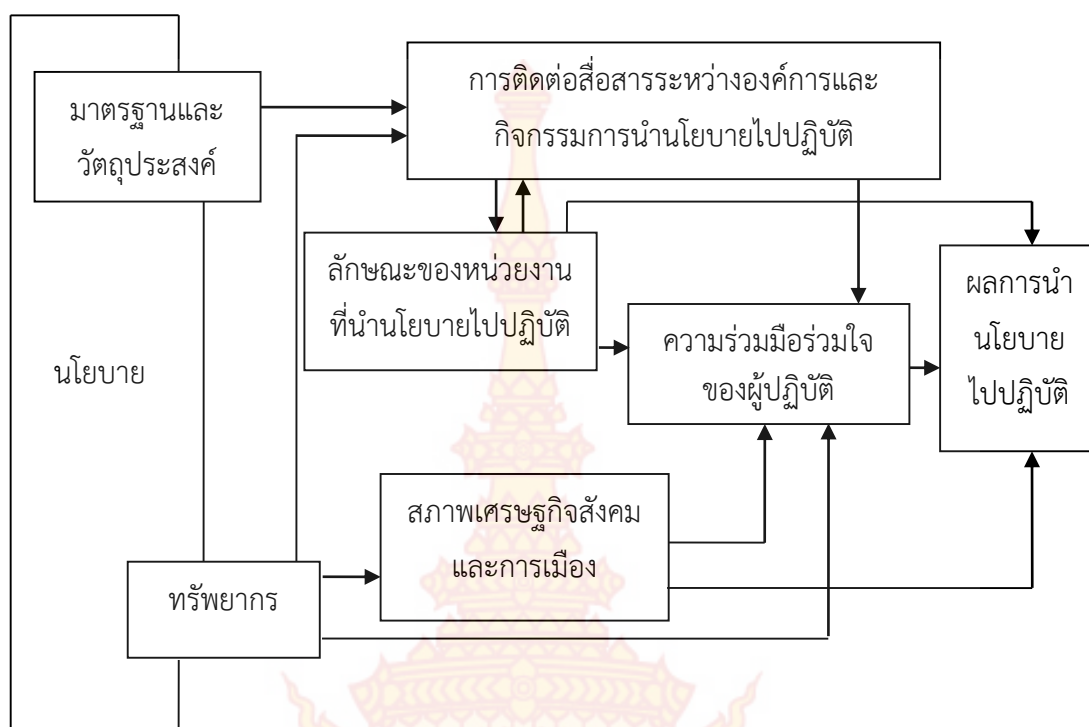 มาตรฐานและ
วัตถุประสงค์
การติดต่อสื่อสารระหว่างองค์การและ
กิจกรรมการนำนโยบายไปปฏิบัติ
ลักษณะของหน่วยงาน
ที่นำนโยบายไปปฏิบัติ
ผลการนำ
นโยบาย
ไปปฏิบัติ
ความร่วมมือร่วมใจ
ของผู้ปฏิบัติ
นโยบาย
สภาพเศรษฐกิจสังคม
และการเมือง
ทรัพยากร